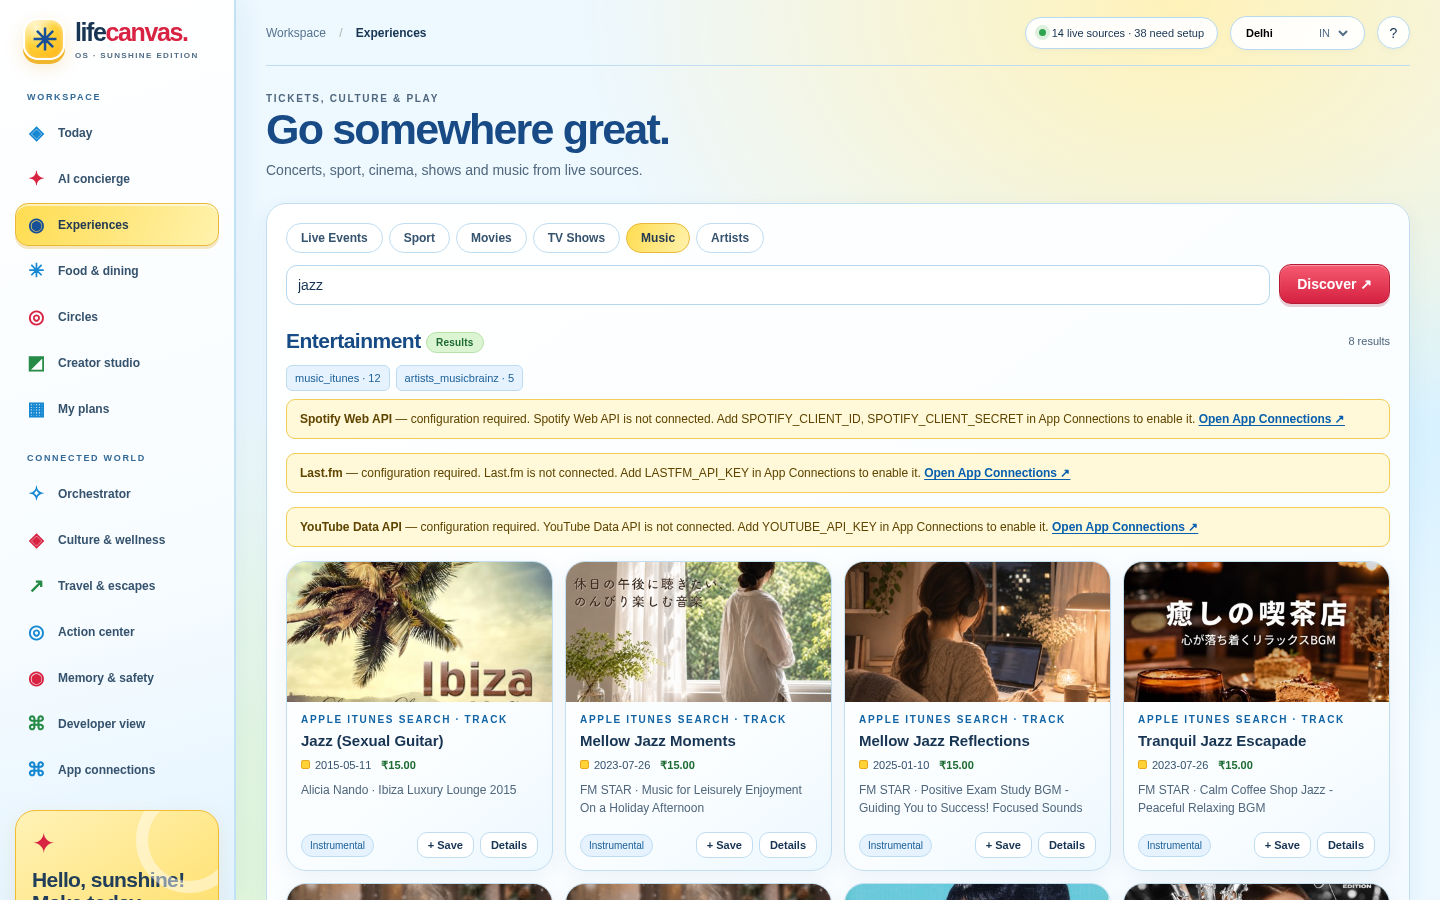 lifecanvas.
OS · SUNSHINE EDITION
WORKSPACE
Today
AI concierge
Experiences
Food & dining
Circles
Creator studio
My plans
CONNECTED WORLD
Orchestrator
Culture & wellness
Travel & escapes
Action center
Memory & safety
Developer view
App connections
Hello, sunshine!
Workspace / Experiences
14 live sources · 38 need setup
Delhi IN
?
TICKETS, CULTURE & PLAY
Go somewhere great.
Concerts, sport, cinema, shows and music from live sources.
Live Events Sport Movies TV Shows Music Artists
jazz
Discover ↗
Entertainment Results
8 results
music_itunes · 12 artists_musicbrainz · 5
Spotify Web API — configuration required. Spotify Web API is not connected. Add SPOTIFY_CLIENT_ID, SPOTIFY_CLIENT_SECRET in App Connections to enable it. Open App Connections ↗
Last.fm — configuration required. Last.fm is not connected. Add LASTFM_API_KEY in App Connections to enable it. Open App Connections ↗
YouTube Data API — configuration required. YouTube Data API is not connected. Add YOUTUBE_API_KEY in App Connections to enable it. Open App Connections ↗
Ibiza
APPLE ITUNES SEARCH · TRACK
Jazz (Sexual Guitar)
2015-05-11 ₹15.00
Alicia Nando · Ibiza Luxury Lounge 2015
Instrumental + Save Details
休日の午後に聴きたい
のんびり楽しむ音楽
APPLE ITUNES SEARCH · TRACK
Mellow Jazz Moments
2023-07-26 ₹15.00
FM STAR · Music for Leisurely Enjoyment
On a Holiday Afternoon
Instrumental + Save Details
APPLE ITUNES SEARCH · TRACK
Mellow Jazz Reflections
2025-01-10 ₹15.00
FM STAR · Positive Exam Study BGM -
Guiding You to Success! Focused Sounds
Instrumental + Save Details
癒しの喫茶店
心が落ち着くリラックスBGM
APPLE ITUNES SEARCH · TRACK
Tranquil Jazz Escapade
2023-07-26 ₹15.00
FM STAR · Calm Coffee Shop Jazz -
Peaceful Relaxing BGM
Instrumental + Save Details
EDITION